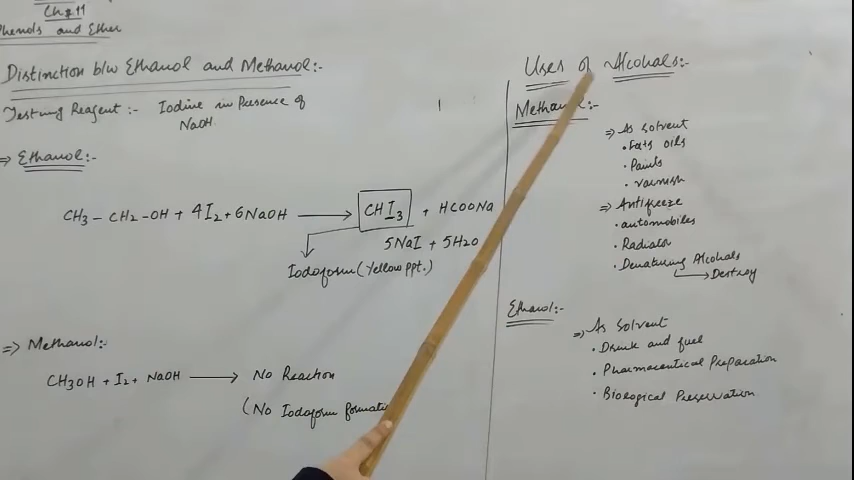 Ch # 11
Phenols and Ether
Distinction b/w Ethanol and Methanol:-
Testing Reagent:- Iodine in Presence of
NaOH.
⇒ Ethanol:-
CH3 – CH2 – OH + 4I2 + 6NaOH ⟶ CHI3 + HCOONa
5NaI + 5H2O
Iodoform (Yellow ppt.)
⇒ Methanol:-
CH3OH + I2 + NaOH ⟶ No Reaction
(No Iodoform formati
Uses of Alcohols:-
Methanol:-
⇒ As Solvent
• Fats oils
• Paints
• varnish
⇒ Antifreeze
• automobiles
• Radiator
• Denaturing Alcohols
→ Destroy
Ethanol:-
⇒ As Solvent
• Drink and fuel
• Pharmaceutical Preparation
• Biological Preservation